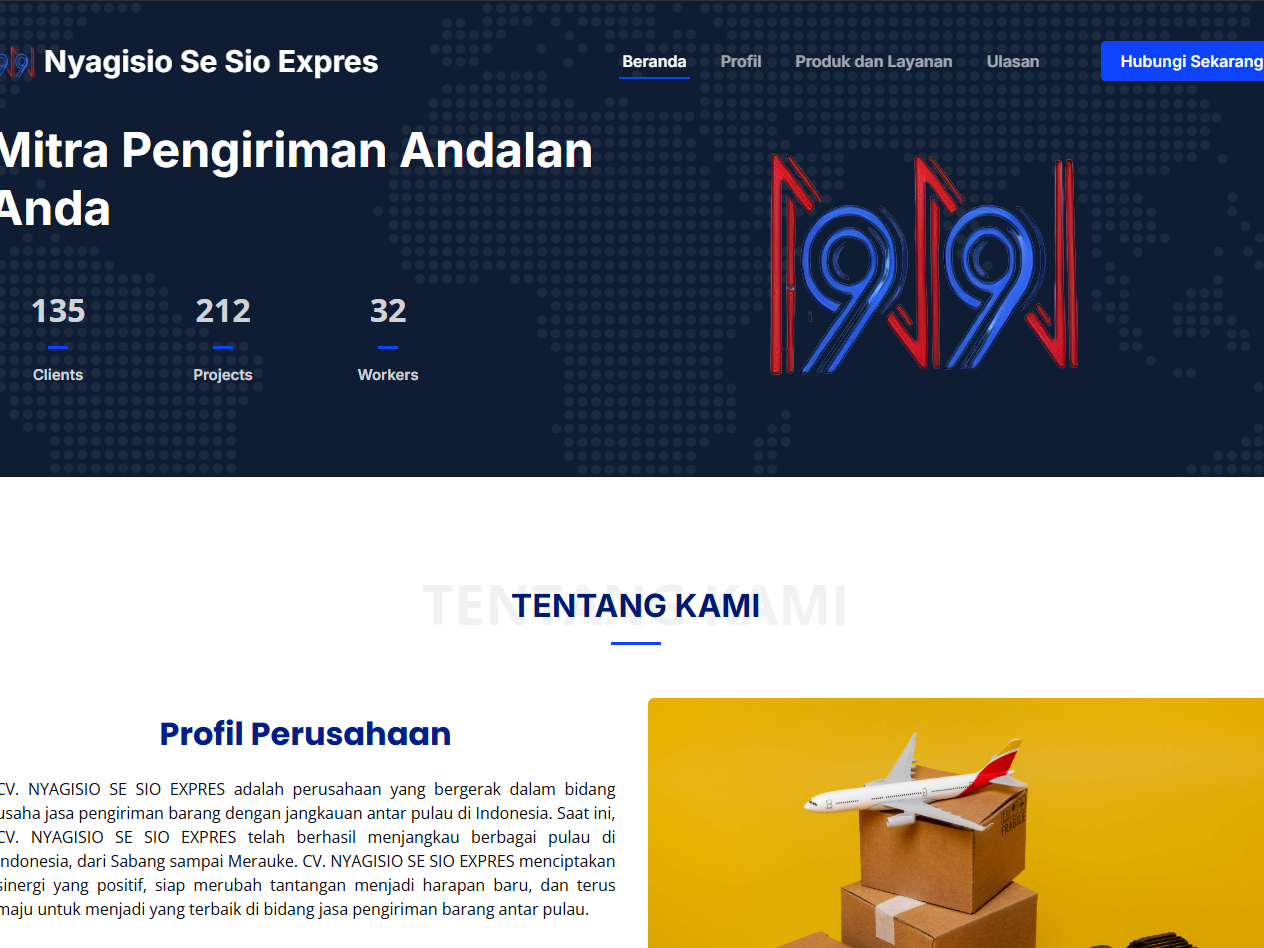 Nyagisio Se Sio Expres
Beranda
Profil
Produk dan Layanan
Ulasan
Hubungi Sekarang
Mitra Pengiriman Andalan
Anda
135
212
32
Clients
Projects
Workers
TENTANG KAMI
TENTANG KAMI
Profil Perusahaan
CV. NYAGISIO SE SIO EXPRES adalah perusahaan yang bergerak dalam bidang
usaha jasa pengiriman barang dengan jangkauan antar pulau di Indonesia. Saat ini,
CV. NYAGISIO SE SIO EXPRES telah berhasil menjangkau berbagai pulau di
Indonesia, dari Sabang sampai Merauke. CV. NYAGISIO SE SIO EXPRES menciptakan
sinergi yang positif, siap merubah tantangan menjadi harapan baru, dan terus
maju untuk menjadi yang terbaik di bidang jasa pengiriman barang antar pulau.
FRAGILE